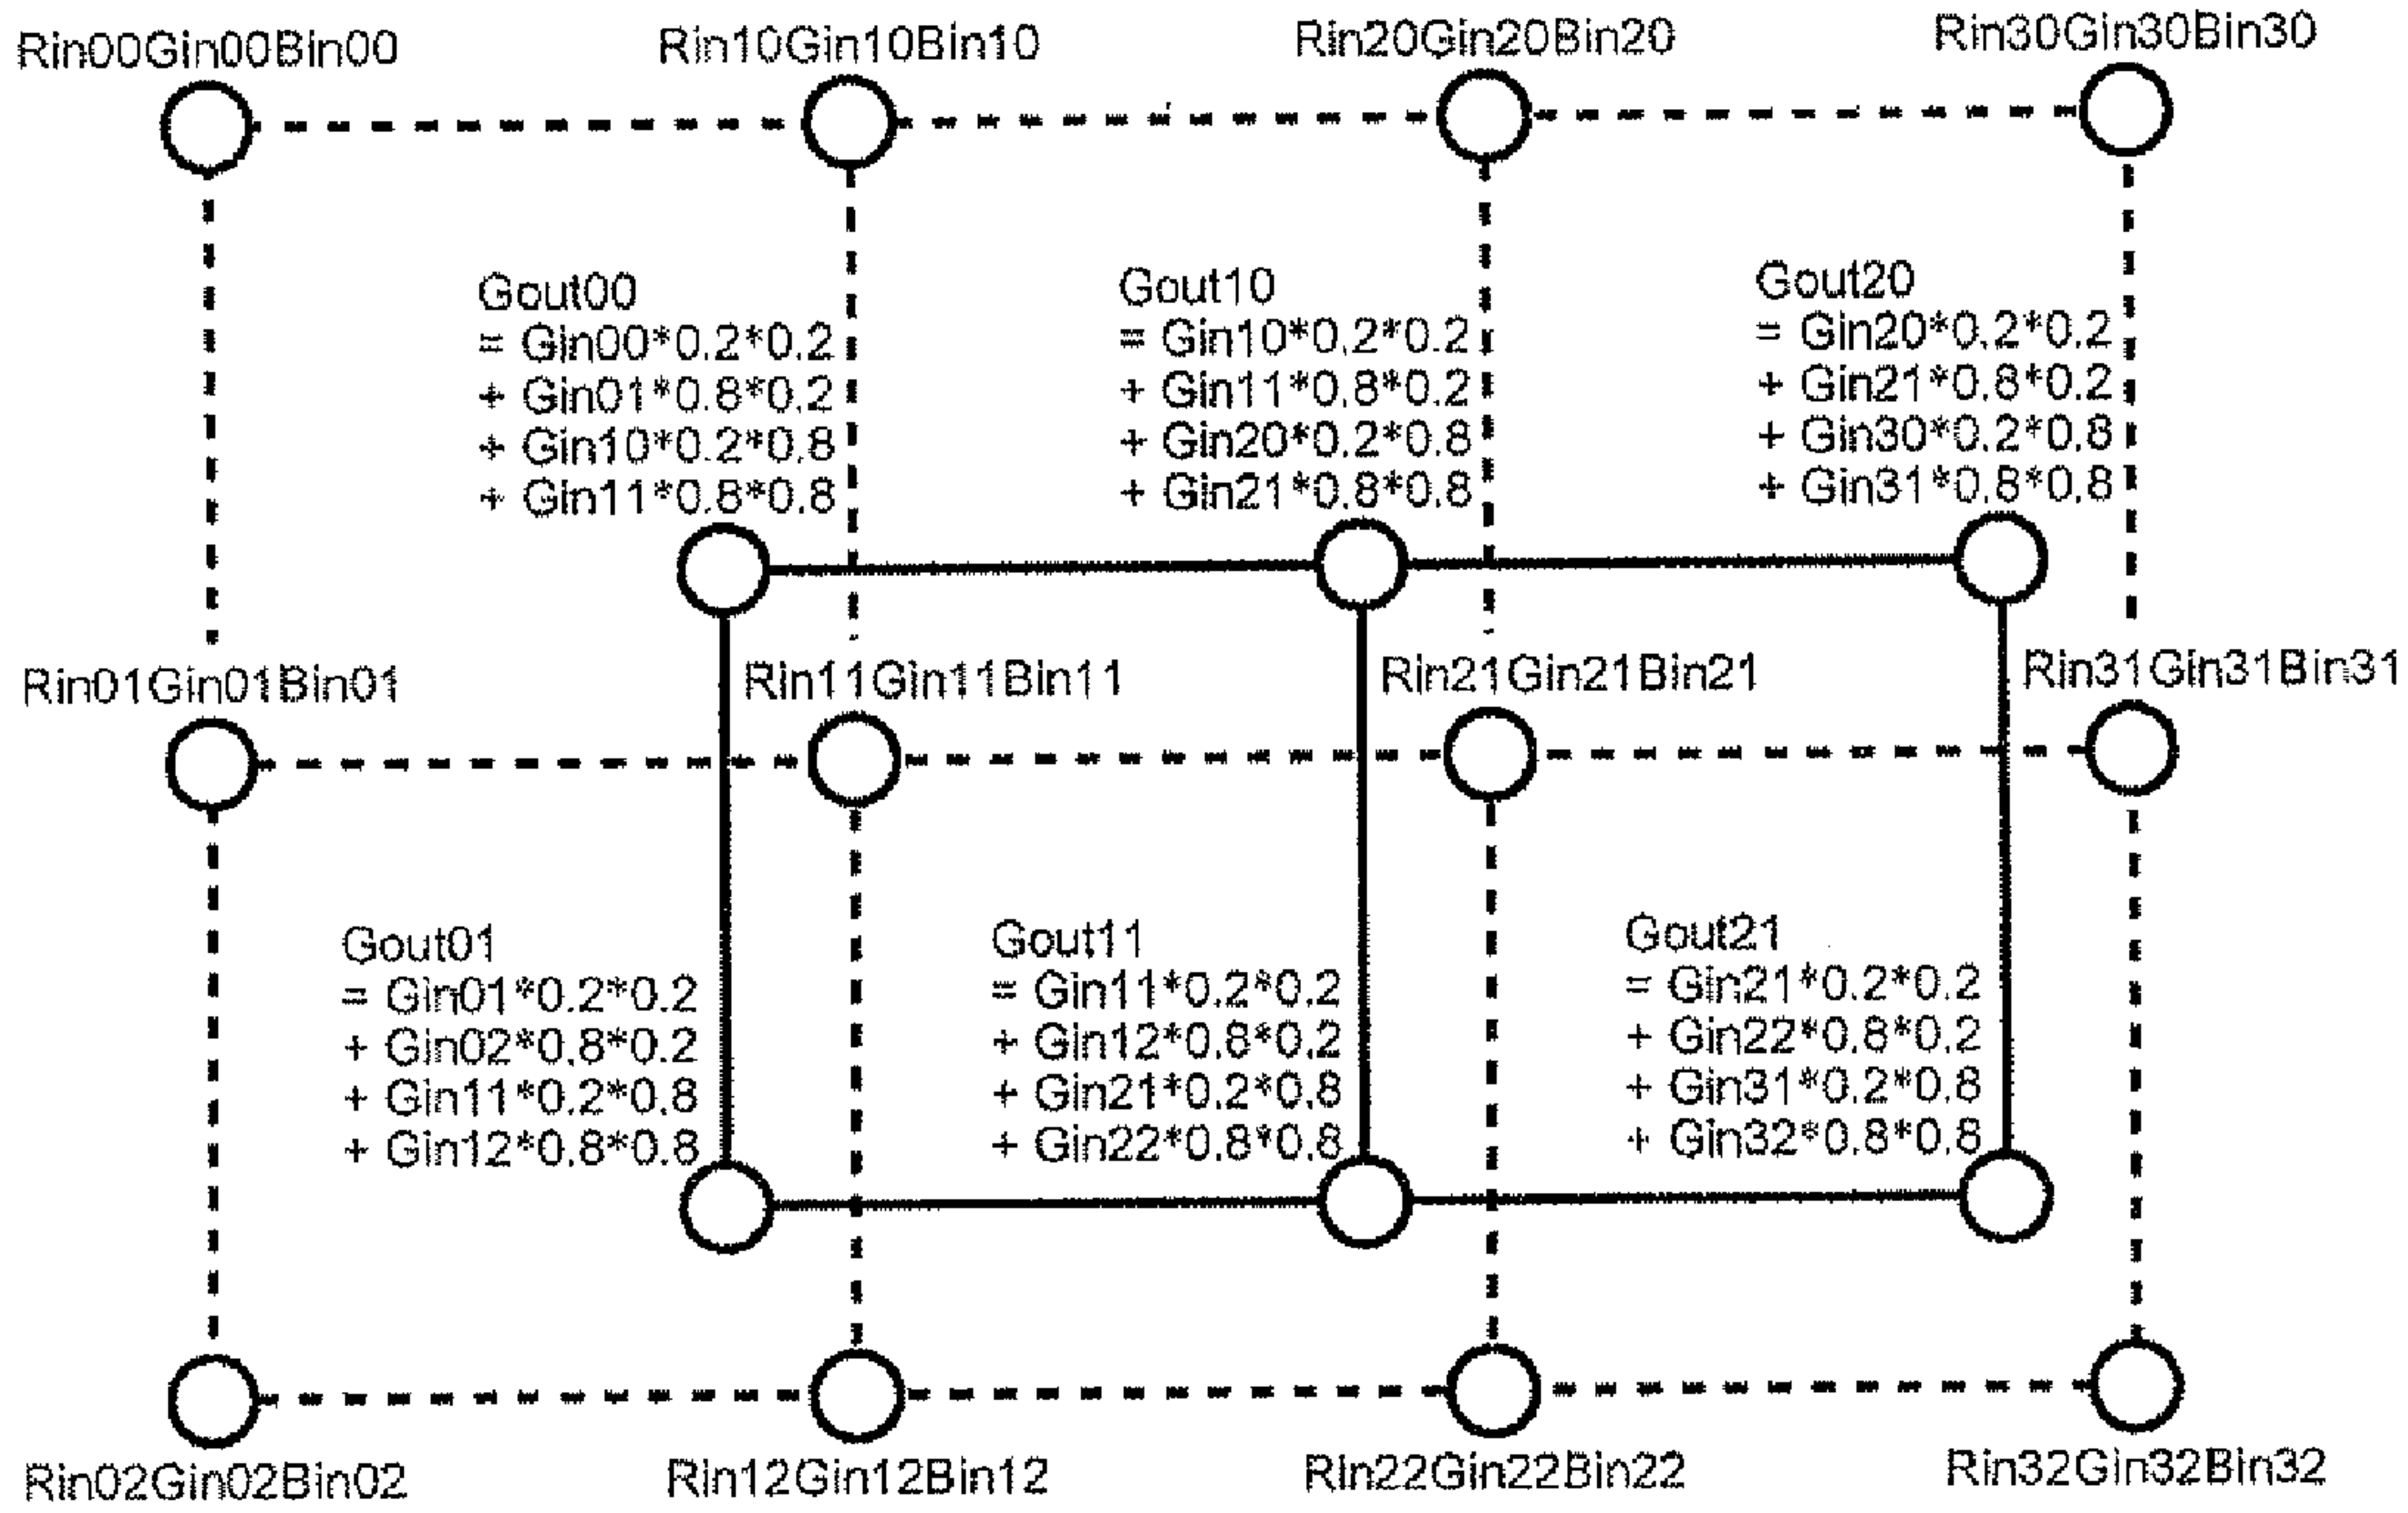 Rin00Gin00Bin00
Rin10Gin10Bin10
Rin20Gin20Bin20
Rin30Gin30Bin30
Gout00
= Gin00*0.2*0.2
+ Gin01*0.8*0.2
+ Gin10*0.2*0.8
+ Gin11*0.8*0.8
Gout10
= Gin10*0.2*0.2
+ Gin11*0.8*0.2
+ Gin20*0.2*0.8
+ Gin21*0.8*0.8
Gout20
= Gin20*0.2*0.2
+ Gin21*0.8*0.2
+ Gin30*0.2*0.8
+ Gin31*0.8*0.8
Rin01Gin01Bin01
Rin11Gin11Bin11
Rin21Gin21Bin21
Rin31Gin31Bin31
Gout01
= Gin01*0.2*0.2
+ Gin02*0.8*0.2
+ Gin11*0.2*0.8
+ Gin12*0.8*0.8
Gout11
= Gin11*0.2*0.2
+ Gin12*0.8*0.2
+ Gin21*0.2*0.8
+ Gin22*0.8*0.8
Gout21
= Gin21*0.2*0.2
+ Gin22*0.8*0.2
+ Gin31*0.2*0.8
+ Gin32*0.8*0.8
Rin02Gin02Bin02
Rin12Gin12Bin12
Rin22Gin22Bin22
Rin32Gin32Bin32